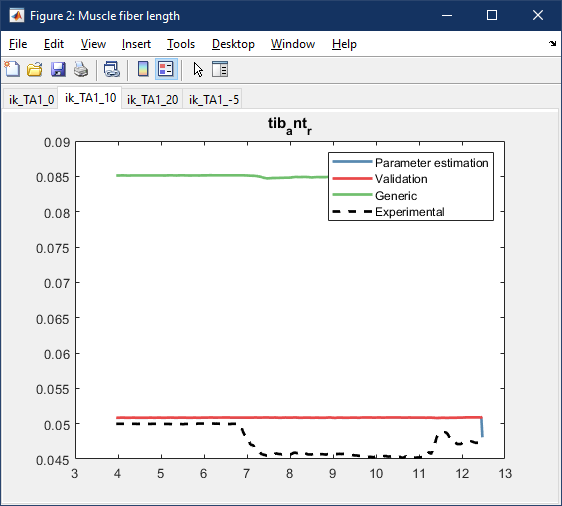 Figure 2: Muscle fiber length
File Edit View Insert Tools Desktop Window Help
ik_TA1_0 ik_TA1_10 ik_TA1_20 ik_TA1_-5
tib_ant_r
0.09
0.085
0.08
0.075
0.07
0.065
0.06
0.055
0.05
0.045
Parameter estimation
Validation
Generic
Experimental
3 4 5 6 7 8 9 10 11 12 13